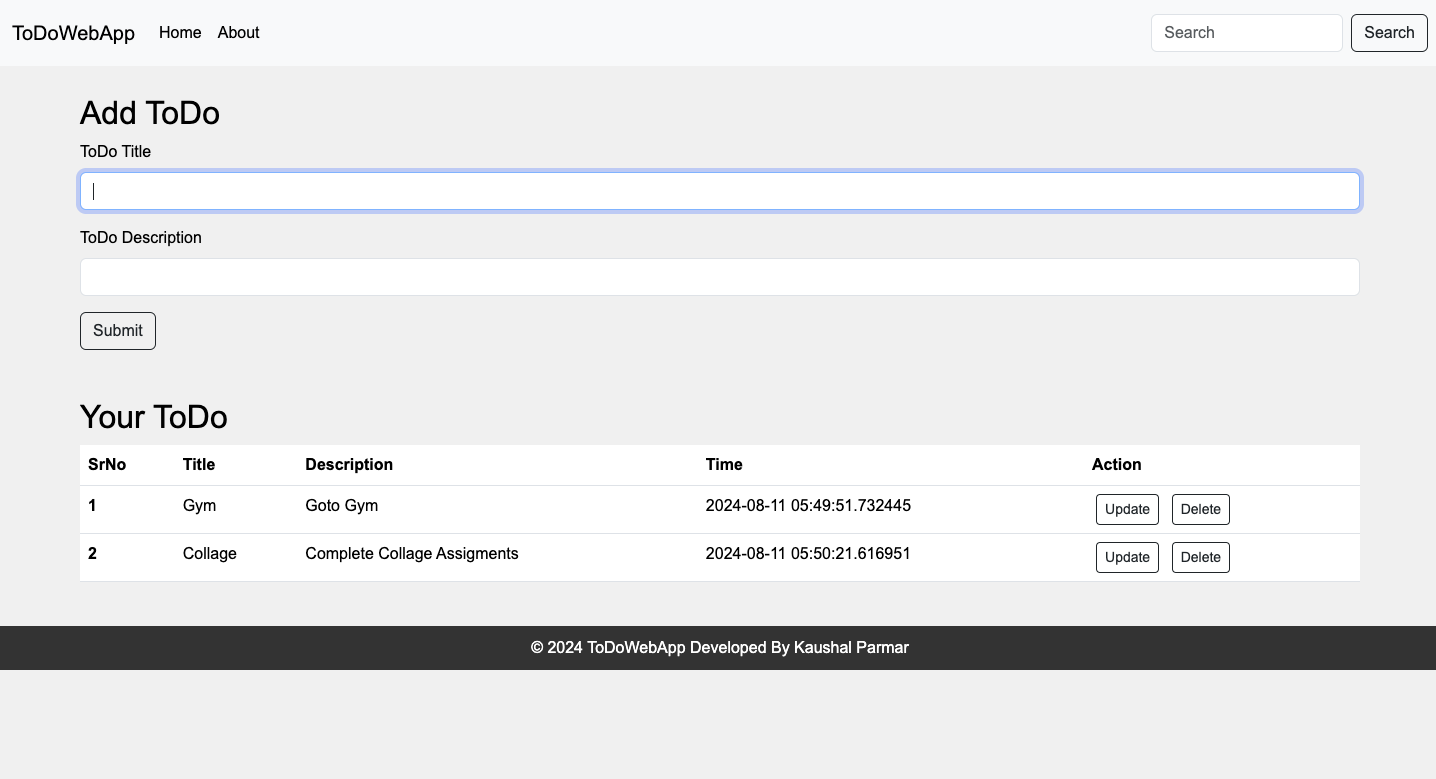 ToDoWebApp Home About Search Search
Add ToDo
ToDo Title
ToDo Description
Submit
Your ToDo
SrNo Title Description Time Action
1 Gym Goto Gym 2024-08-11 05:49:51.732445 Update Delete
2 Collage Complete Collage Assigments 2024-08-11 05:50:21.616951 Update Delete
© 2024 ToDoWebApp Developed By Kaushal Parmar